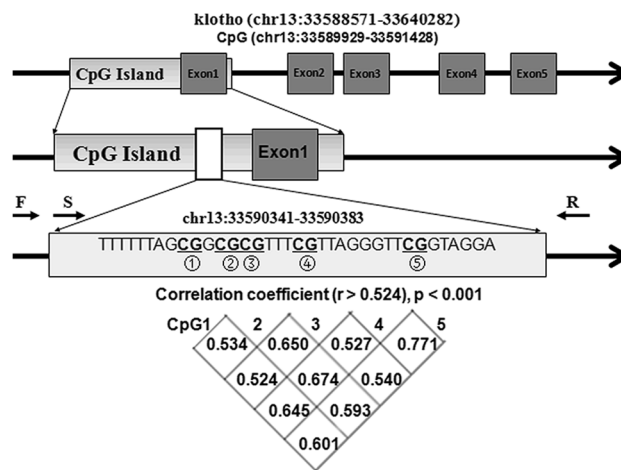 klotho (chr13:33588571-33640282)
CpG (chr13:33589929-33591428)
CpG Island Exon1 Exon2 Exon3 Exon4 Exon5
CpG Island Exon1
F S R
chr13:33590341-33590383
TTTTTTAGCGGCGCGTTTCGTTAGGGTTCGGTAGGA
① ② ③ ④ ⑤
Correlation coefficient (r > 0.524), p < 0.001
CpG1 2 3 4 5
0.534 0.650 0.527 0.771
0.524 0.674 0.540
0.645 0.593
0.601